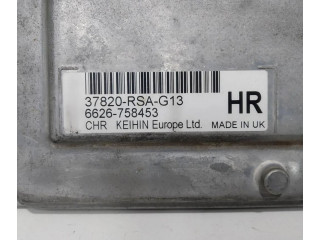 37820-RSA-G13
6626-758453
CHR KEIHIN Europe Ltd.
HR
MADE IN UK